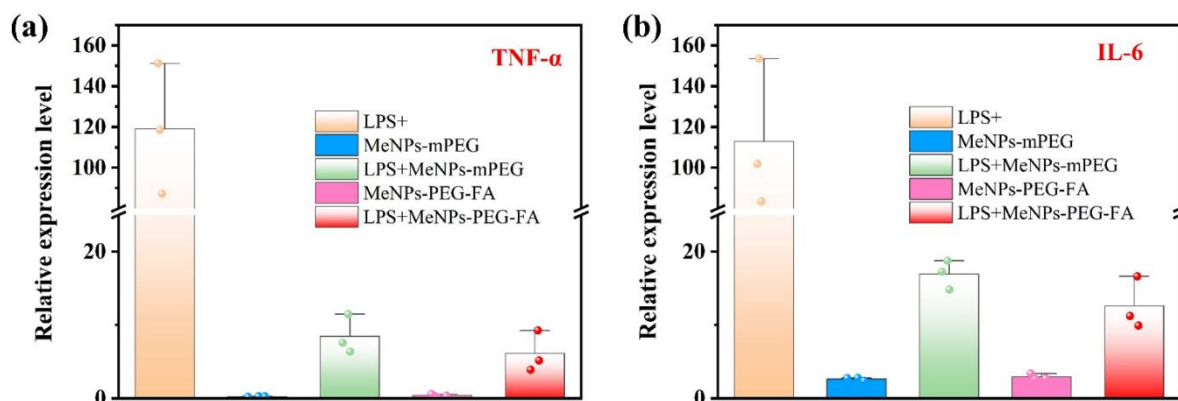 (a)
TNF-α
Relative expression level
160
140
120
100
20
0
LPS+
MeNPs-mPEG
LPS+MeNPs-mPEG
MeNPs-PEG-FA
LPS+MeNPs-PEG-FA
(b)
IL-6
Relative expression level
160
140
120
100
20
0
LPS+
MeNPs-mPEG
LPS+MeNPs-mPEG
MeNPs-PEG-FA
LPS+MeNPs-PEG-FA